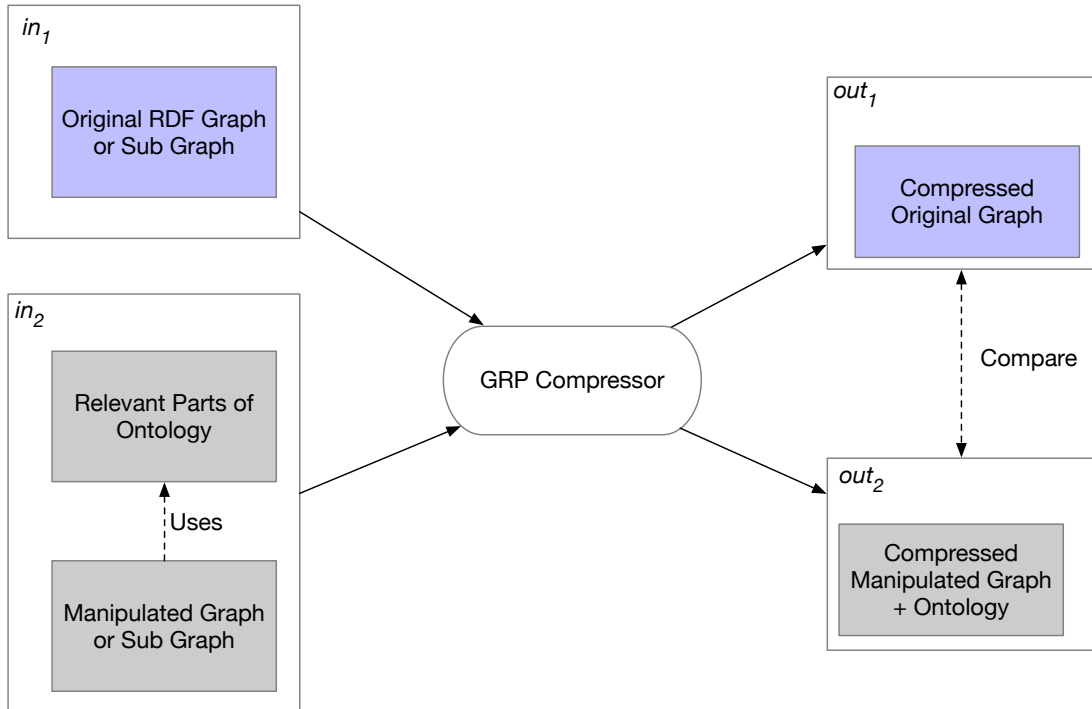 in1
Original RDF Graph
or Sub Graph
in2
Relevant Parts of
Ontology
Uses
Manipulated Graph
or Sub Graph
GRP Compressor
out1
Compressed
Original Graph
Compare
out2
Compressed
Manipulated Graph
+ Ontology